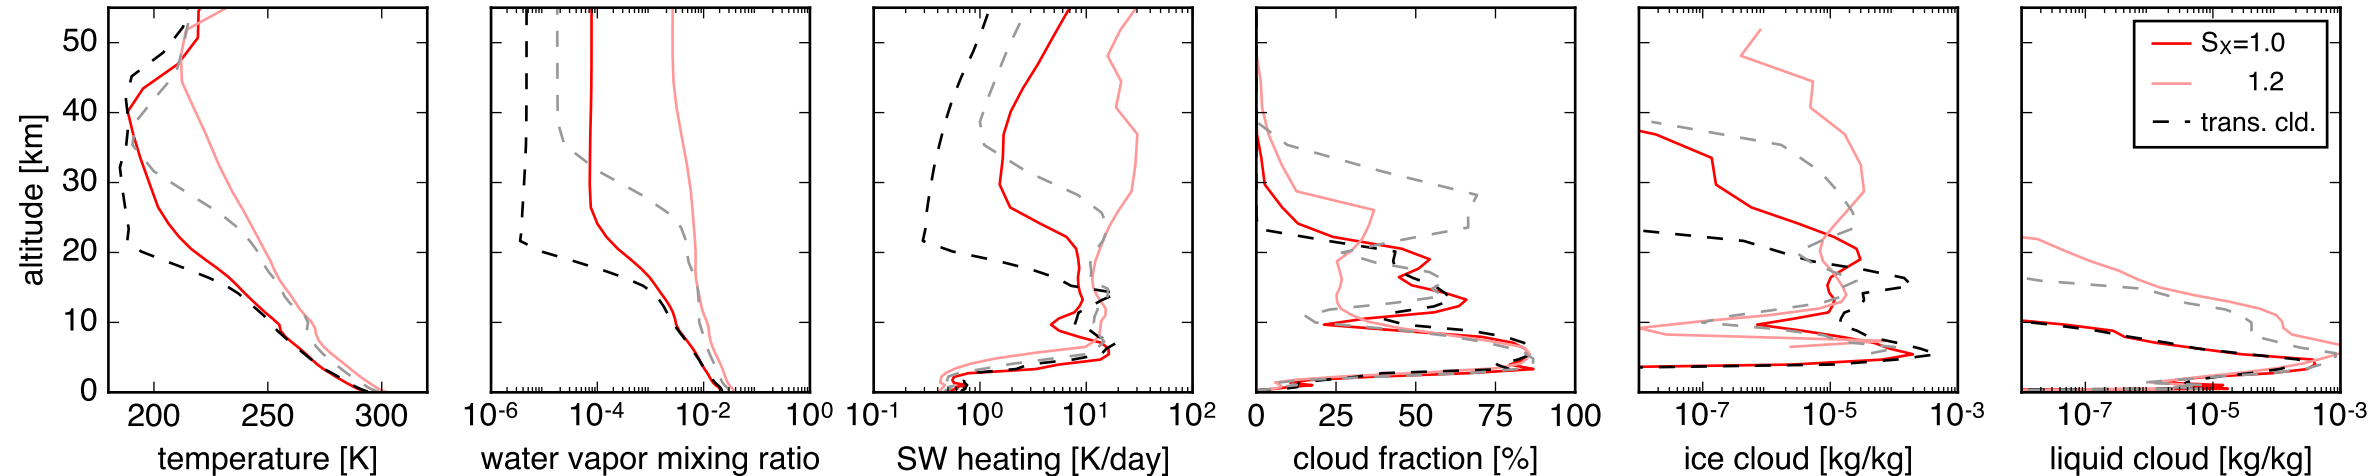 altitude [km]
50
40
30
20
10
0
200 250 300
temperature [K]
10-6 10-4 10-2 100
water vapor mixing ratio
10-1 100 101 102
SW heating [K/day]
0 25 50 75 100
cloud fraction [%]
10-7 10-5 10-3
ice cloud [kg/kg]
10-7 10-5 10-3
liquid cloud [kg/kg]
SX=1.0
1.2
trans. cld.